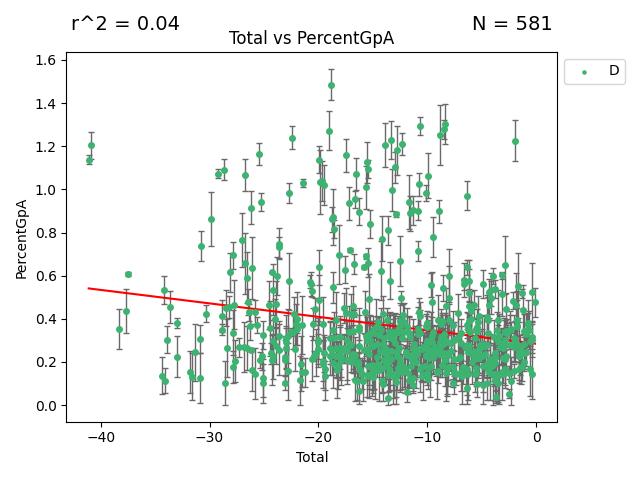 r^2 = 0.04
N = 581
Total vs PercentGpA
D
PercentGpA
1.6
1.4
1.2
1.0
0.8
0.6
0.4
0.2
0.0
−40
−30
−20
−10
0
Total